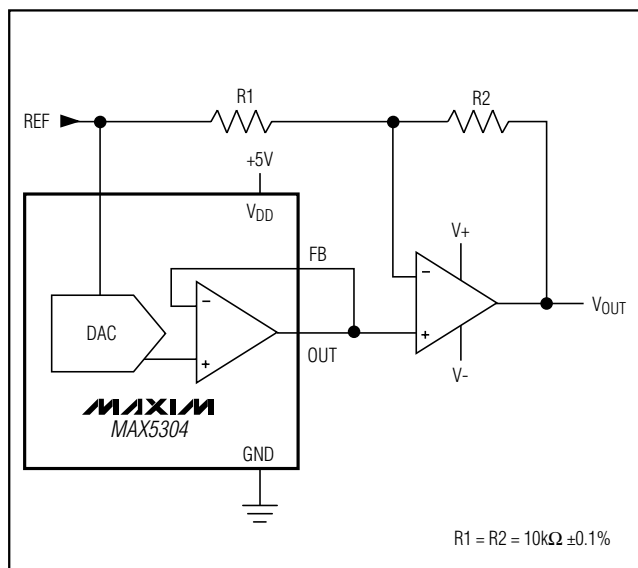 R1
R2
REF
+5V
VDD
FB
V+
−
−
DAC
VOUT
+
+
OUT
V-
MAXIM
MAX5304
GND
R1 = R2 = 10kΩ ±0.1%